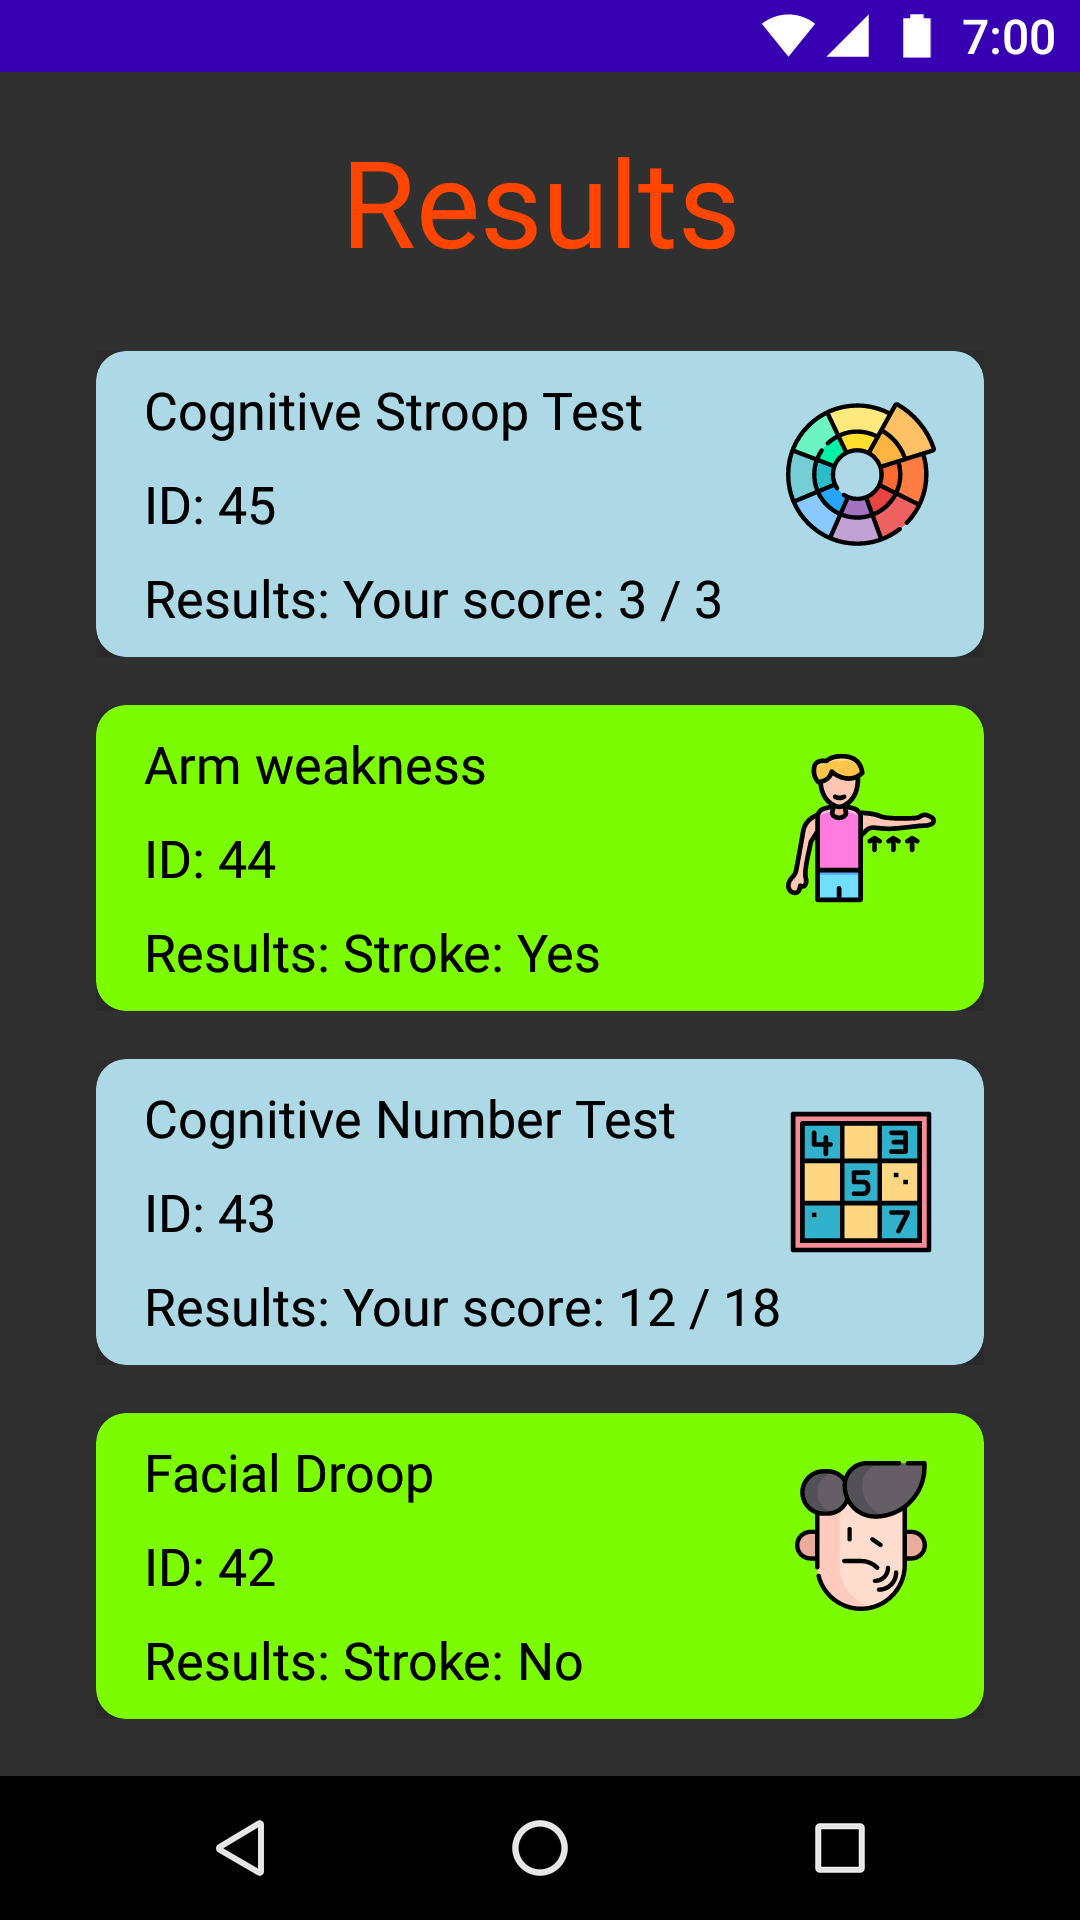 7:00
Results
Cognitive Stroop Test
ID: 45
Results: Your score: 3 / 3
Arm weakness
ID: 44
Results: Stroke: Yes
Cognitive Number Test
ID: 43
Results: Your score: 12 / 18
4 3
5
7
Facial Droop
ID: 42
Results: Stroke: No